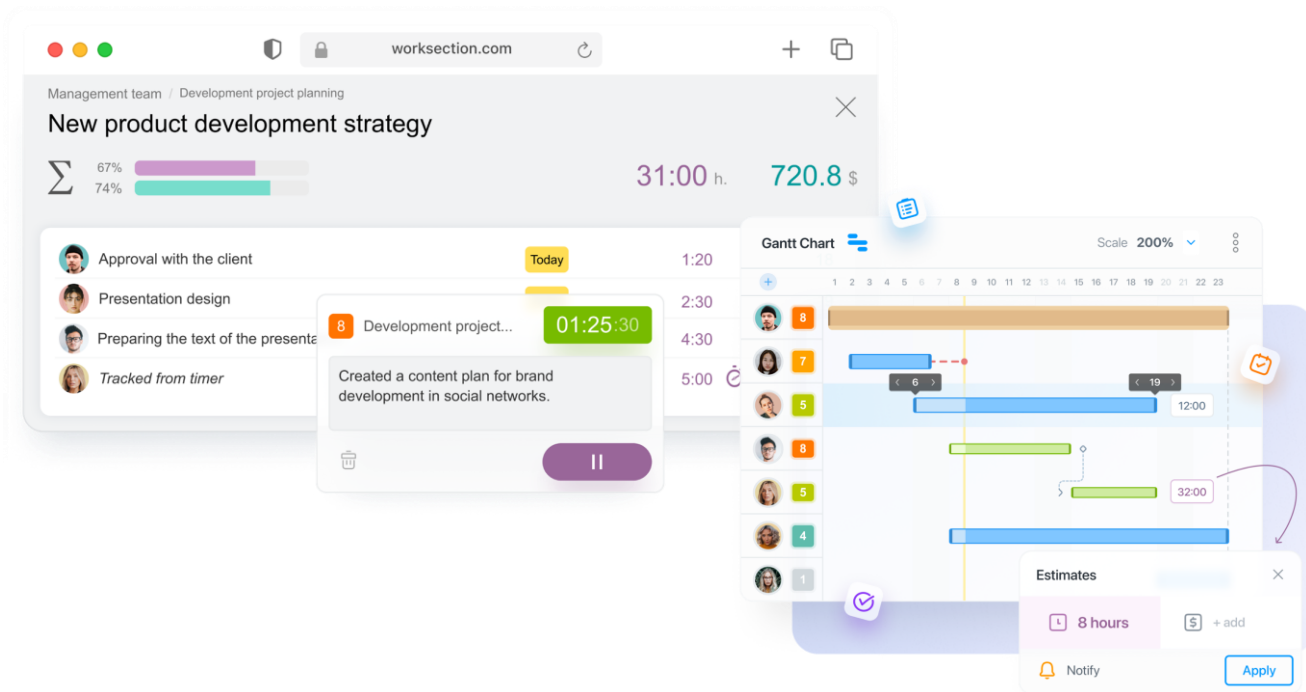 worksection.com
Management team / Development project planning
New product development strategy
Σ
67%
74%
31:00 h.
720.8 $
Approval with the client
Today
1:20
Presentation design
2:30
Preparing the text of the presenta
4:30
Tracked from timer
5:00
8 Development project...
01:25:30
Created a content plan for brand
development in social networks.
Gantt Chart
Scale 200%
1 2 3 4 5 6 7 8 9 10 11 12 13 14 15 16 17 18 19 20 21 22 23
8
7
6
19
5
12:00
8
5
32:00
4
1
Estimates
8 hours
$ + add
Notify
Apply